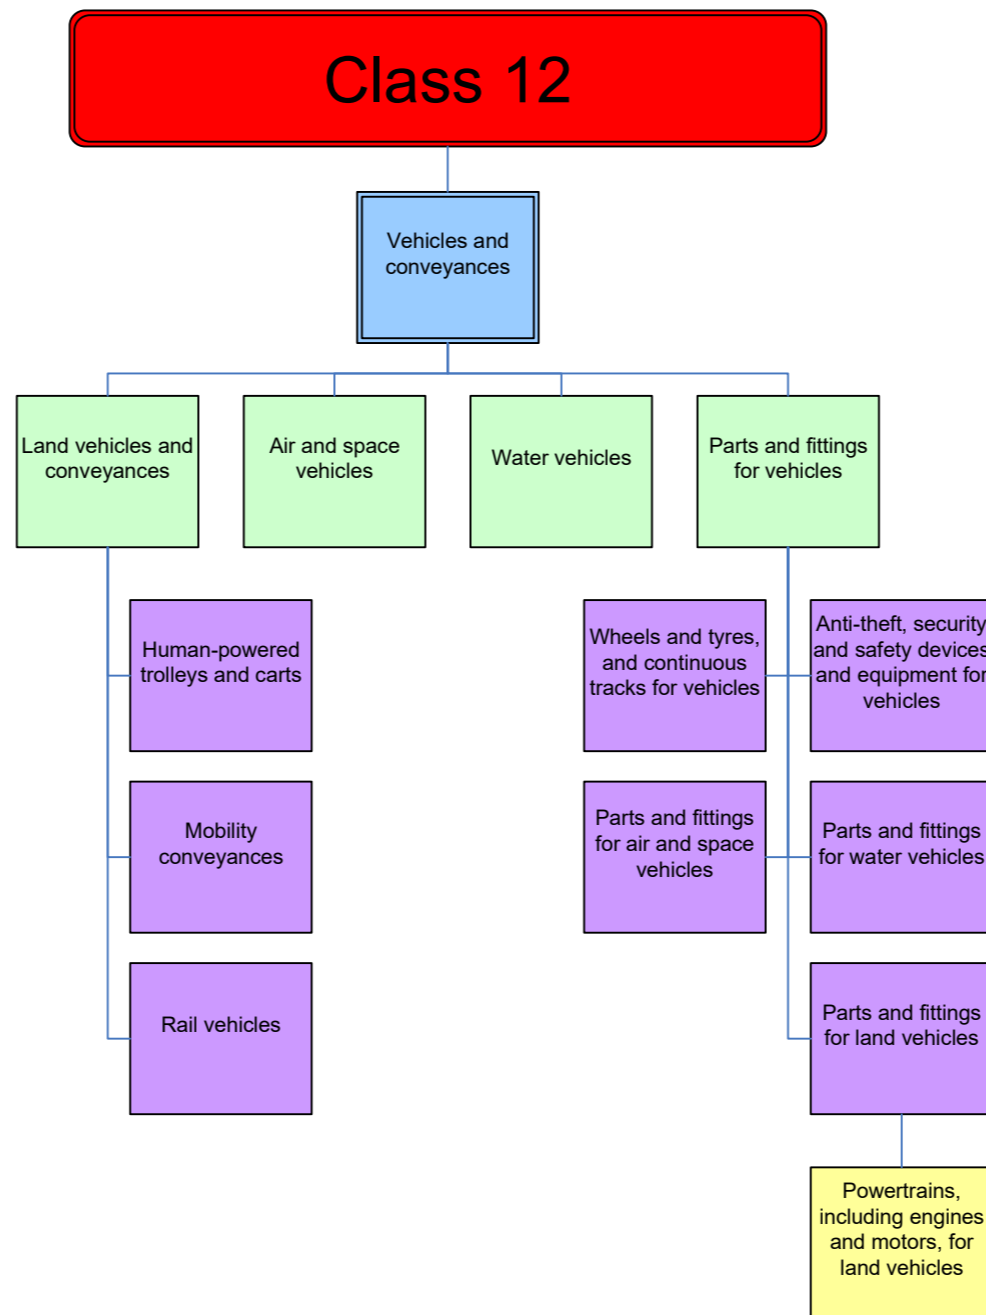 Class 12
Vehicles and
conveyances
Land vehicles and
conveyances
Air and space
vehicles
Water vehicles
Parts and fittings
for vehicles
Human-powered
trolleys and carts
Wheels and tyres,
and continuous
tracks for vehicles
Anti-theft, security
and safety devices
and equipment for
vehicles
Mobility
conveyances
Parts and fittings
for air and space
vehicles
Parts and fittings
for water vehicles
Rail vehicles
Parts and fittings
for land vehicles
Powertrains,
including engines
and motors, for
land vehicles